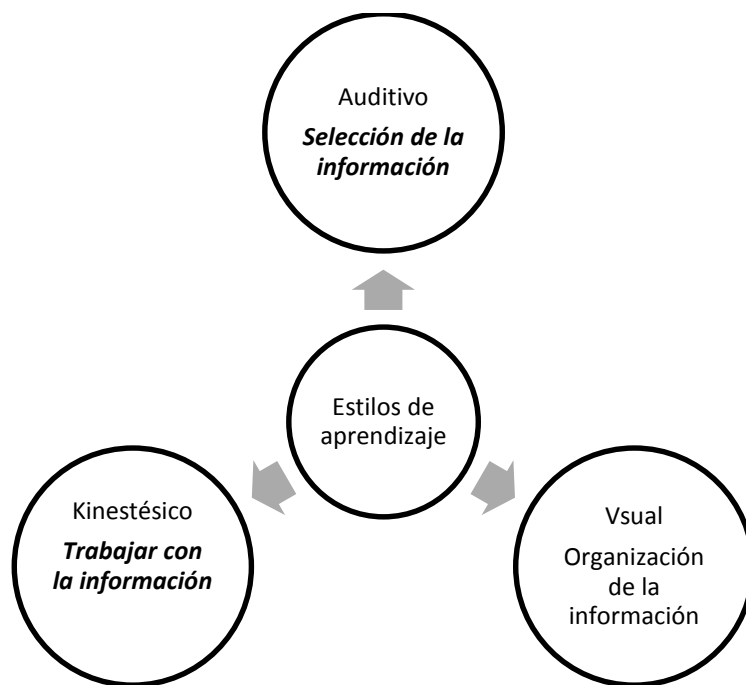 Auditivo
Selección de la
información
Estilos de
aprendizaje
Kinestésico
Trabajar con
la información
Vsual
Organización
de la
información